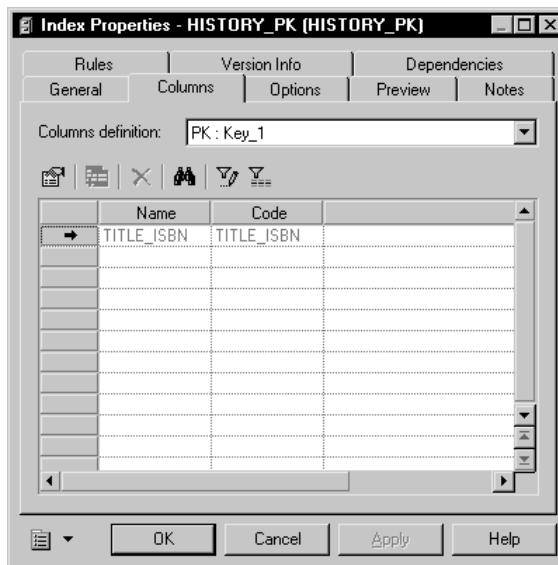 Index Properties - HISTORY_PK (HISTORY_PK)
Rules Version Info Dependencies
General Columns Options Preview Notes
Columns definition: PK : Key_1
Name Code
TITLE_ISBN TITLE_ISBN
OK Cancel Apply Help